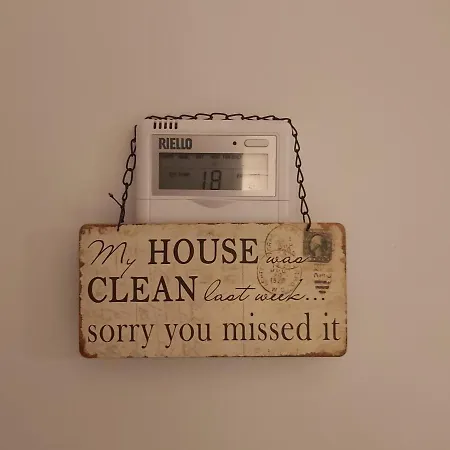 RIELLO
18
My HOUSE was
CLEAN last week...
sorry you missed it